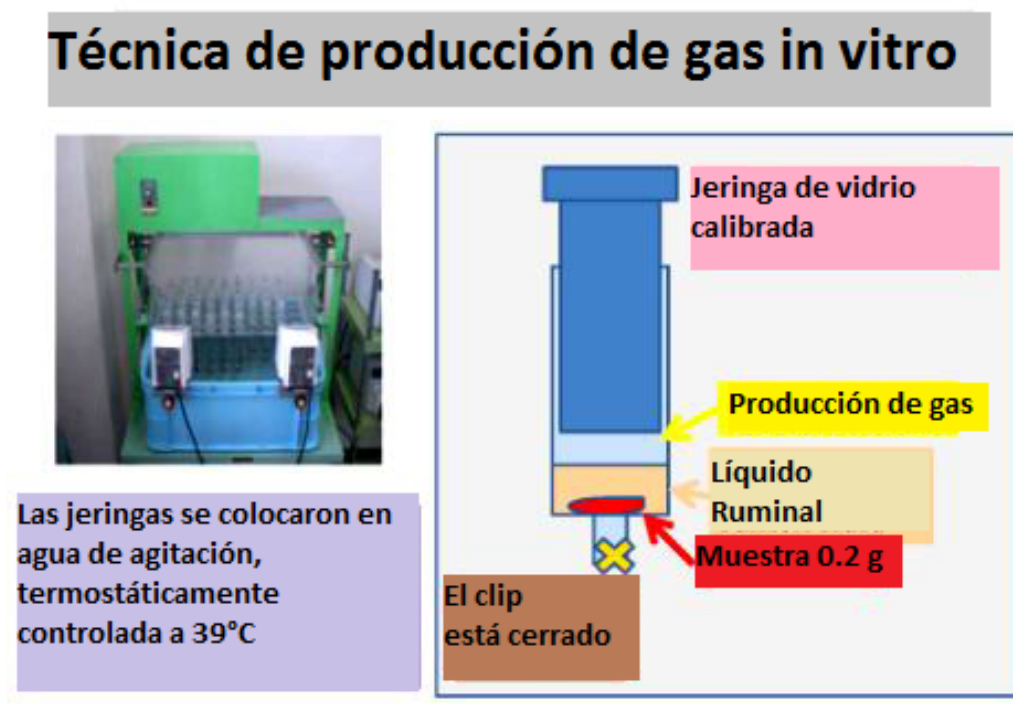 Técnica de producción de gas in vitro
Jeringa de vidrio
calibrada
Producción de gas
Líquido
Ruminal
Muestra 0.2 g
El clip
está cerrado
Las jeringas se colocaron en
agua de agitación,
termostáticamente
controlada a 39°C